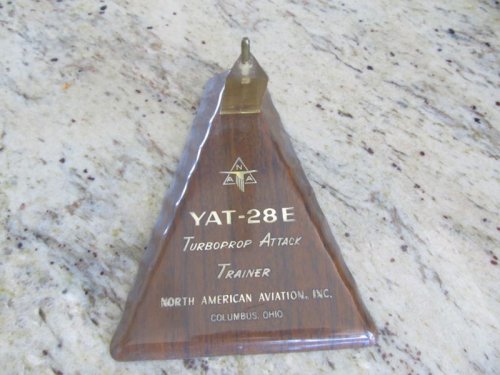 N
A A
YAT-28E
TURBOPROP ATTACK
TRAINER
NORTH AMERICAN AVIATION, INC.
COLUMBUS, OHIO